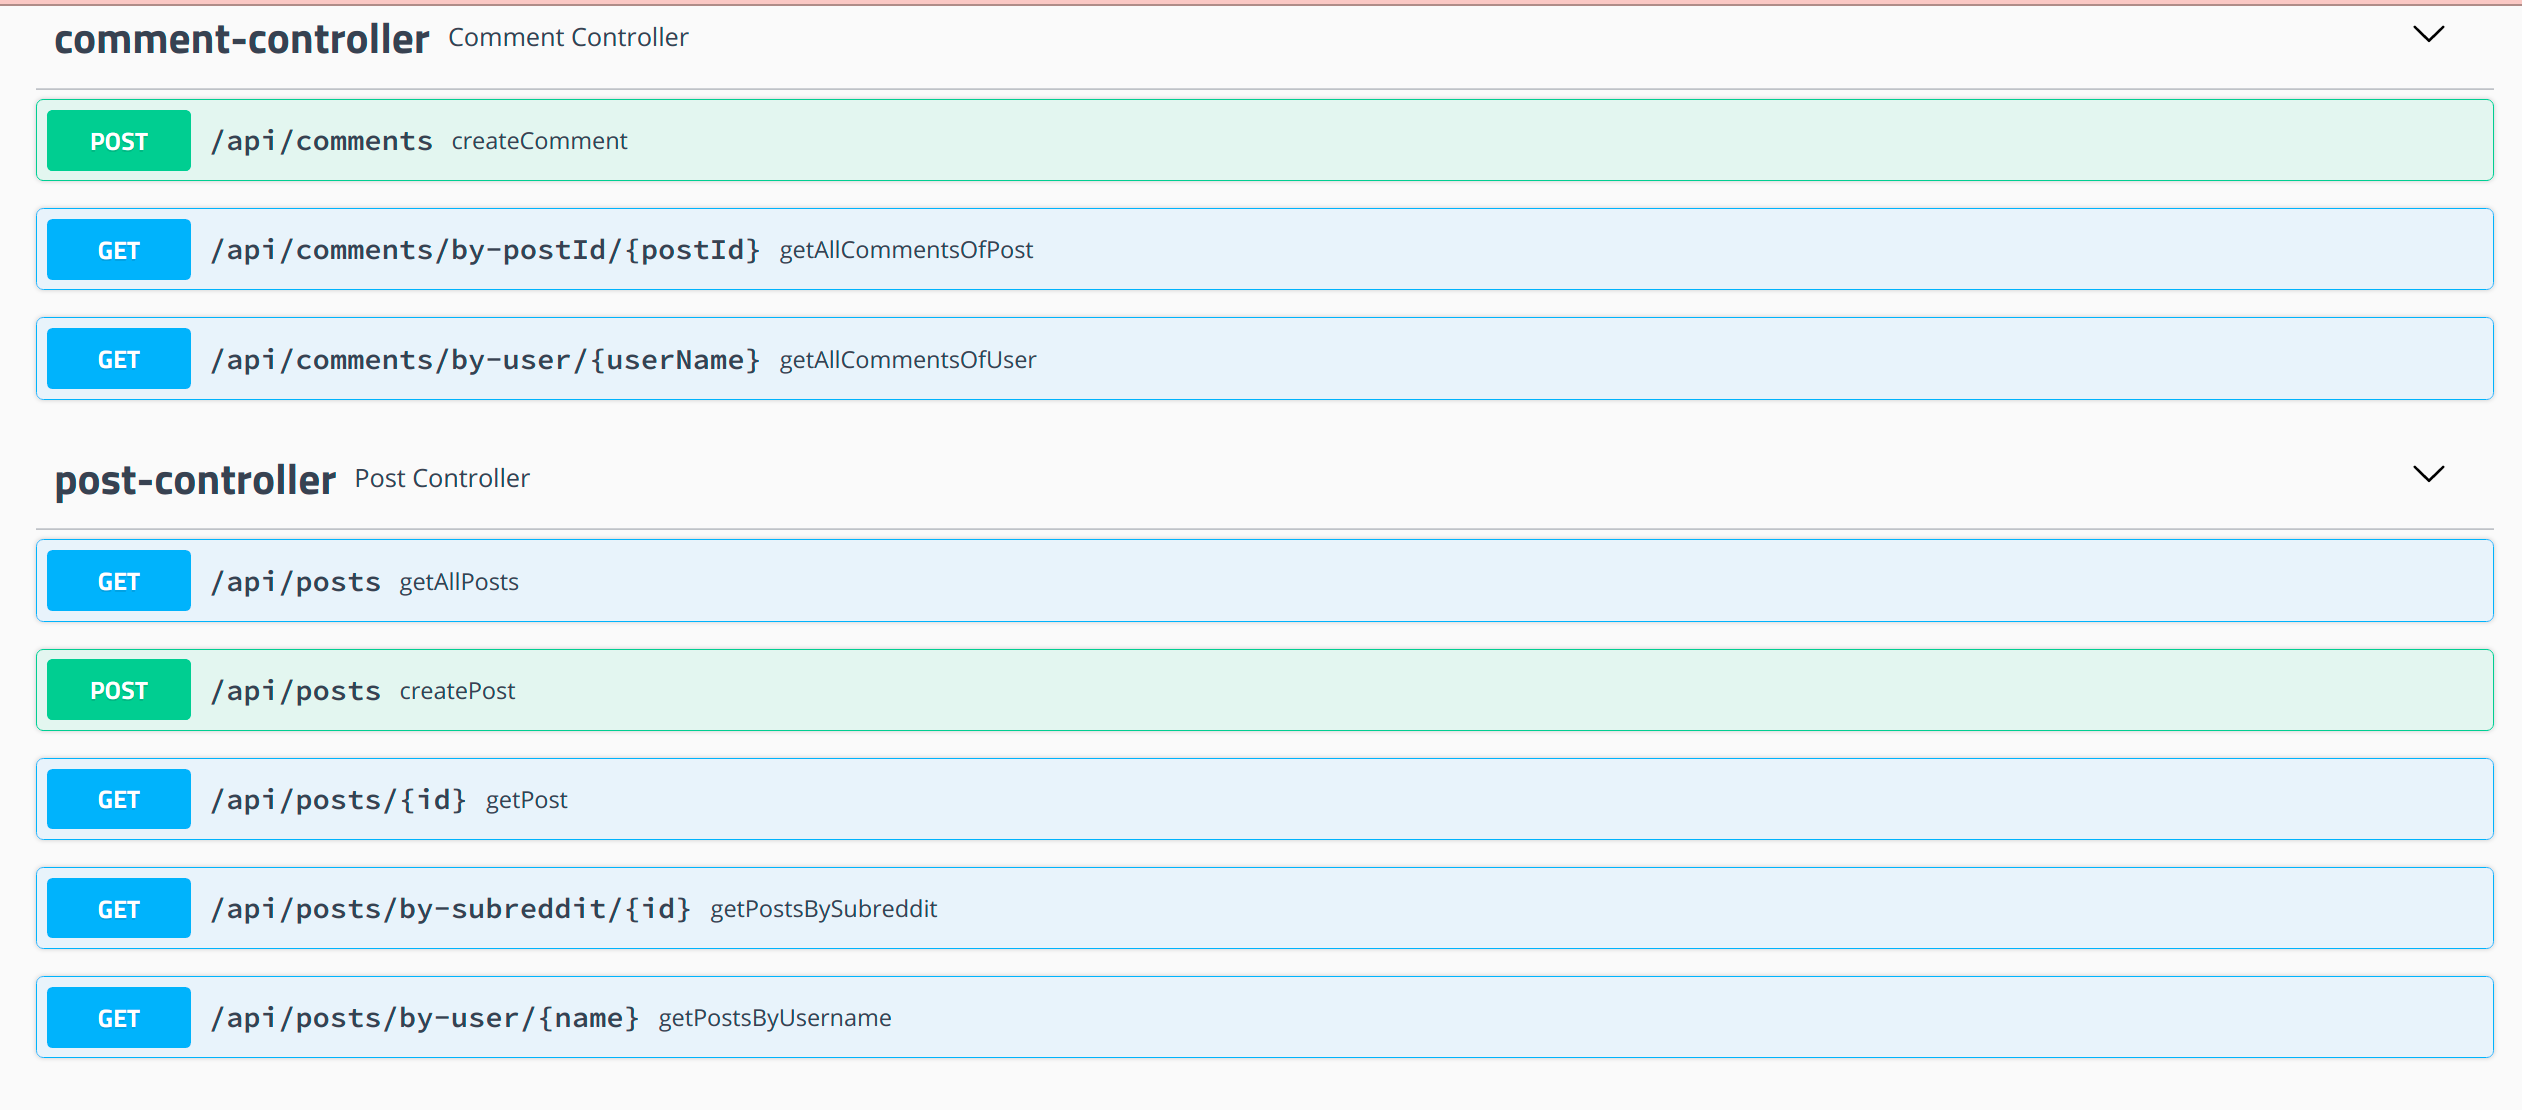 comment-controller Comment Controller
POST /api/comments createComment
GET /api/comments/by-postId/{postId} getAllCommentsOfPost
GET /api/comments/by-user/{userName} getAllCommentsOfUser
post-controller Post Controller
GET /api/posts getAllPosts
POST /api/posts createPost
GET /api/posts/{id} getPost
GET /api/posts/by-subreddit/{id} getPostsBySubreddit
GET /api/posts/by-user/{name} getPostsByUsername